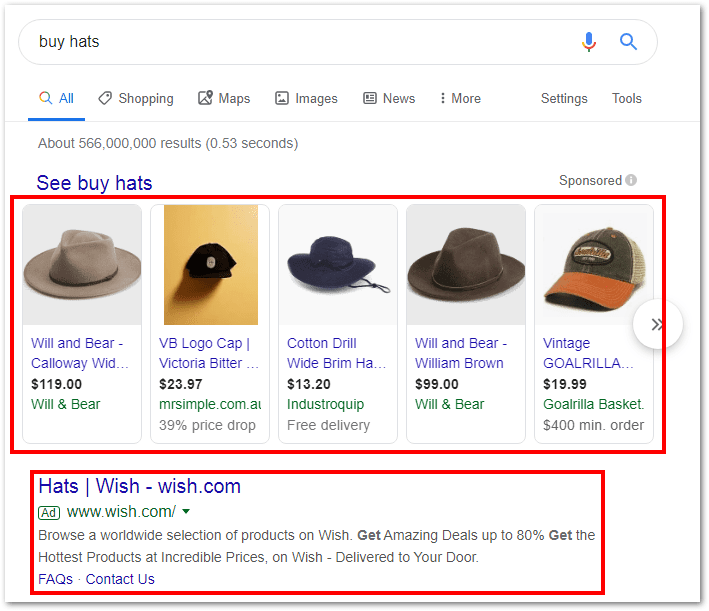 buy hats
All Shopping Maps Images News More Settings Tools
About 566,000,000 results (0.53 seconds)
See buy hats
Sponsored
Will and Bear -
Calloway Wid...
$119.00
Will & Bear
VB Logo Cap |
Victoria Bitter ...
$23.97
mrsimple.com.au
39% price drop
Cotton Drill
Wide Brim Ha...
$13.20
Industroquip
Free delivery
Will and Bear -
William Brown
$99.00
Will & Bear
Vintage
GOALRILLA...
$19.99
Goalrilla Basket.
$400 min. order
Hats | Wish - wish.com
Ad www.wish.com/
Browse a worldwide selection of products on Wish. Get Amazing Deals up to 80% Get the
Hottest Products at Incredible Prices, on Wish - Delivered to Your Door.
FAQs · Contact Us